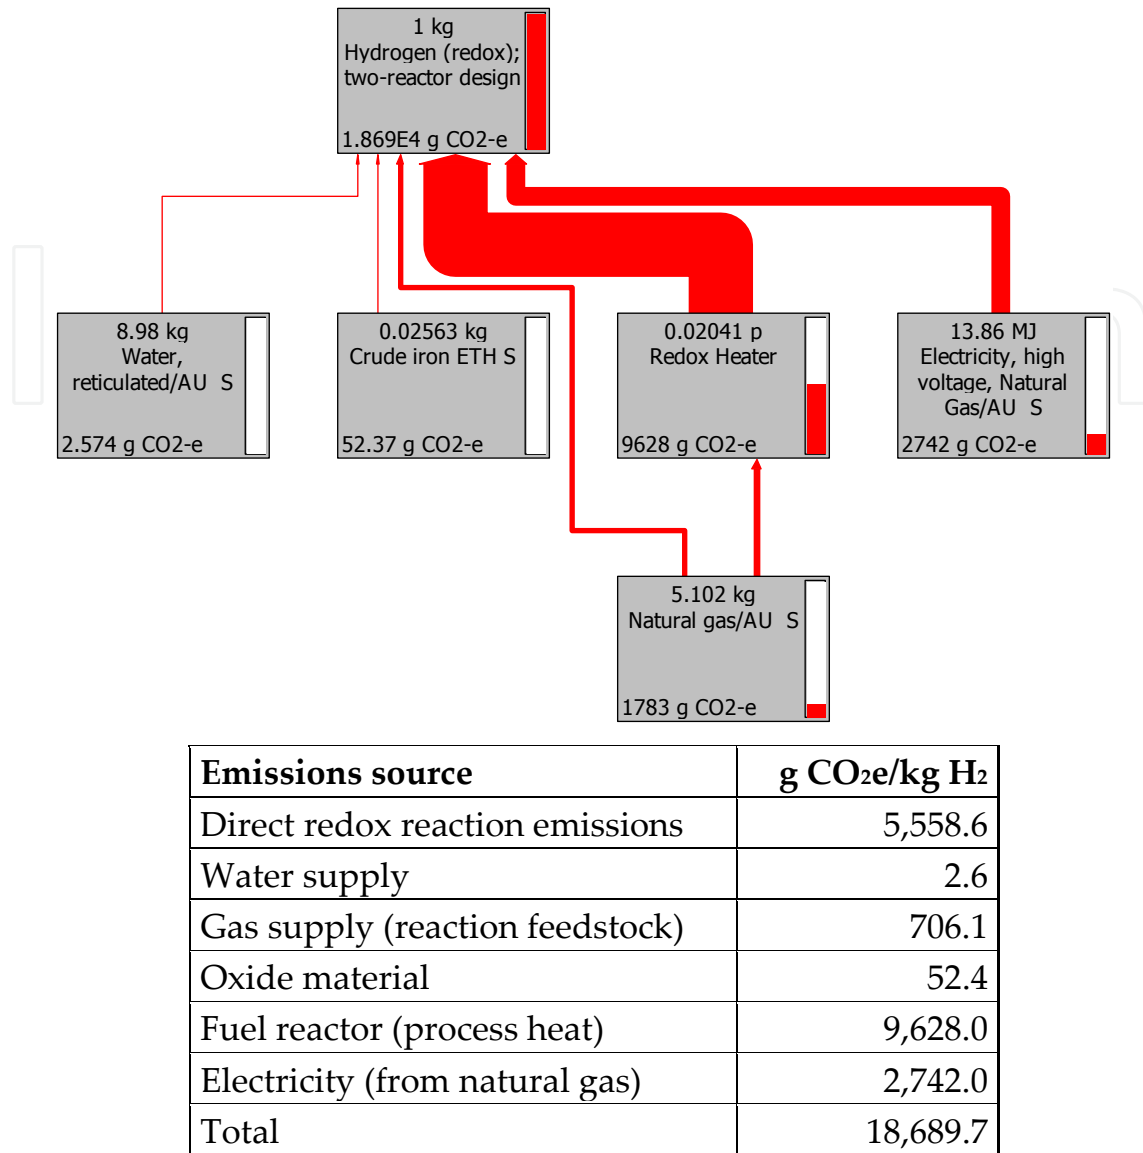 1 kg
Hydrogen (redox);
two-reactor design
1.869E4 g CO2-e
8.98 kg
Water,
reticulated/AU S
2.574 g CO2-e
0.02563 kg
Crude iron ETH S
52.37 g CO2-e
0.02041 p
Redox Heater
9628 g CO2-e
13.86 MJ
Electricity, high
voltage, Natural
Gas/AU S
2742 g CO2-e
5.102 kg
Natural gas/AU S
1783 g CO2-e
Emissions source g CO₂e/kg H₂
Direct redox reaction emissions 5,558.6
Water supply 2.6
Gas supply (reaction feedstock) 706.1
Oxide material 52.4
Fuel reactor (process heat) 9,628.0
Electricity (from natural gas) 2,742.0
Total 18,689.7